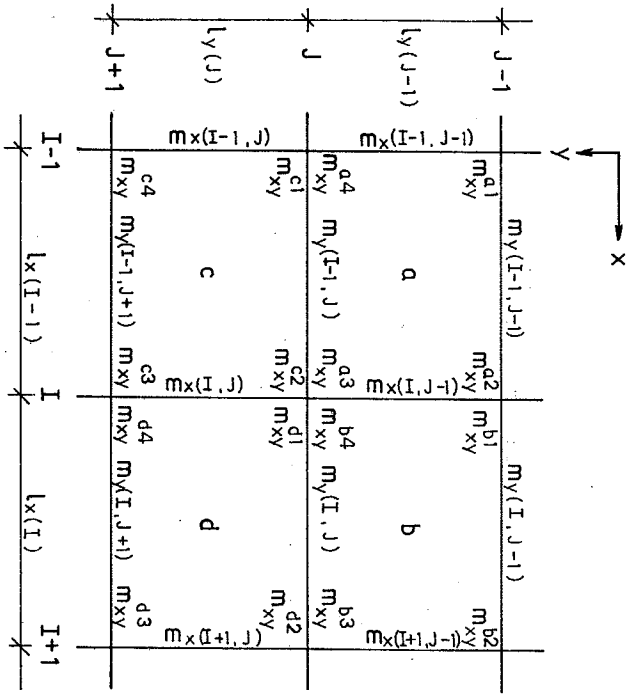 J+1 ly(J) J ly(J-1) J-1
Y
X
I-1 mx(I-1,J) mx(I-1,J-1)
mxy^c4 mxy^c1 mxy^a4 mxy^a1
lx(I-1) my(I-1,J+1) c my(I-1,J) a my(I-1,J-1)
mxy^c3 mxy^c2 mxy^a3 mxy^a2
I mx(I,J) mx(I,J-1)
mxy^d4 mxy^d1 mxy^b4 mxy^b1
lx(I) my(I,J+1) d my(I,J) b my(I,J-1)
mxy^d3 mxy^d2 mxy^b3 mxy^b2
I+1 mx(I+1,J) mx(I+1,J-1)